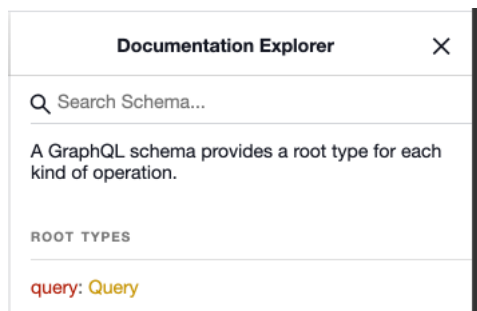 Documentation Explorer
Search Schema...
A GraphQL schema provides a root type for each
kind of operation.
ROOT TYPES
query: Query